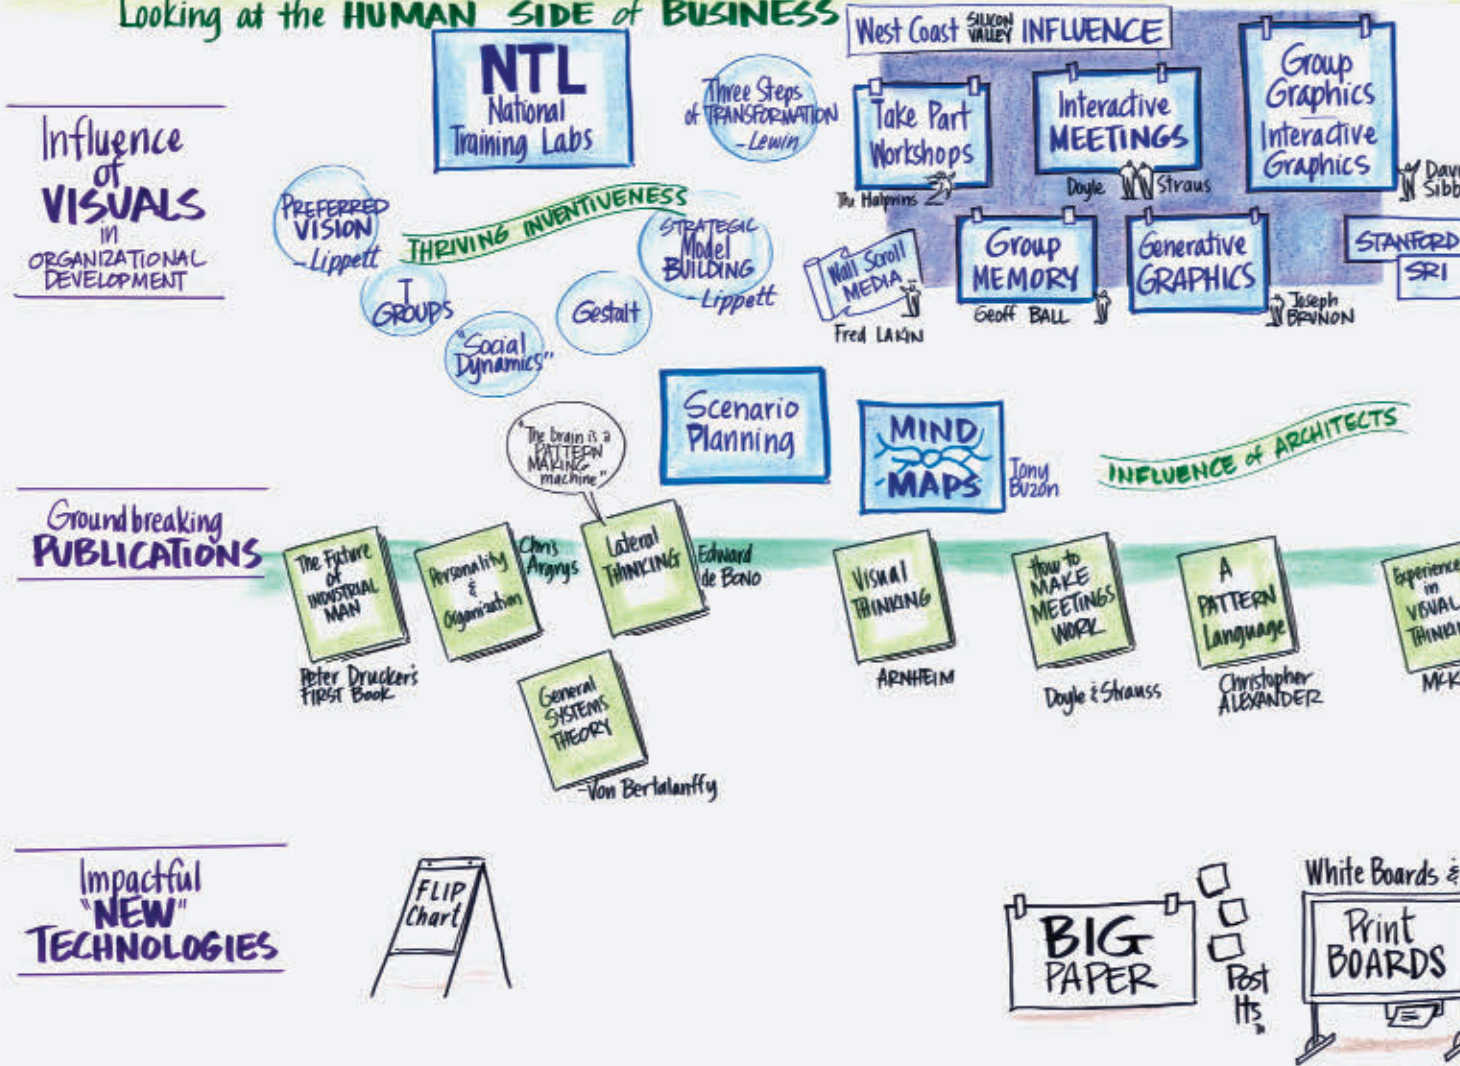 Looking at the HUMAN SIDE of BUSINESS
Influence
of
VISUALS
in
ORGANIZATIONAL
DEVELOPMENT
NTL
National
Training Labs
Three Steps
of TRANSFORMATION
-Lewin
PREFERRED
VISION
-Lippett
THRIVING INVENTIVENESS
T
GROUPS
"Social
Dynamics"
Gestalt
STRATEGIC
Model
BUILDING
-Lippett
West Coast SILICON VALLEY INFLUENCE
Take Part
Workshops
The Halprins
Interactive
MEETINGS
Doyle Straus
Group
Graphics
Interactive
Graphics
Wall Scroll
MEDIA
Fred LAKIN
Group
MEMORY
Geoff BALL
Generative
GRAPHICS
Joseph
BRUNON
STANFORD
SRI
Scenario
Planning
MIND
MAPS
Tony
Buzon
INFLUENCE of ARCHITECTS
Groundbreaking
PUBLICATIONS
The Future
of
INDUSTRIAL
MAN
Peter Drucker's
FIRST Book
Personality
&
Organization
Chris
Argrys
"The brain is a
PATTERN
MAKING
machine"
Lateral
THINKING
Edward
de BONO
General
SYSTEMS
THEORY
-Von Bertalanffy
Visual
THINKING
ARNHEIM
How to
MAKE
MEETINGS
WORK
Doyle & Strauss
A
PATTERN
Language
Christopher
ALEXANDER
Experience
in
VISUAL
Impactful
"NEW"
TECHNOLOGIES
FLIP
Chart
BIG
PAPER
Post
Its
White Boards &
Print
BOARDS